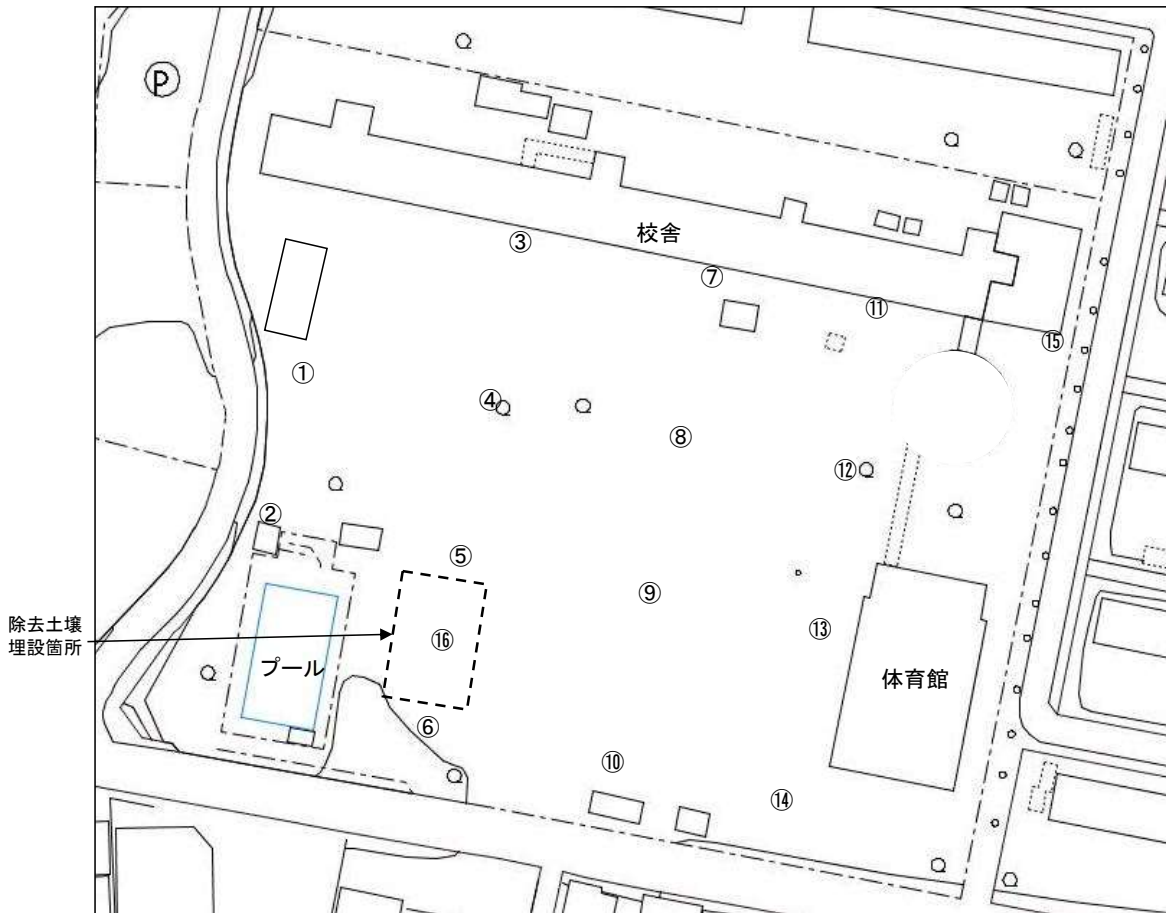 P
校舎
③
⑦
⑪
⑮
①
④
⑧
⑫
②
⑤
⑨
⑬
除去土壌
埋設箇所
⑯
プール
体育館
⑥
⑩
⑭